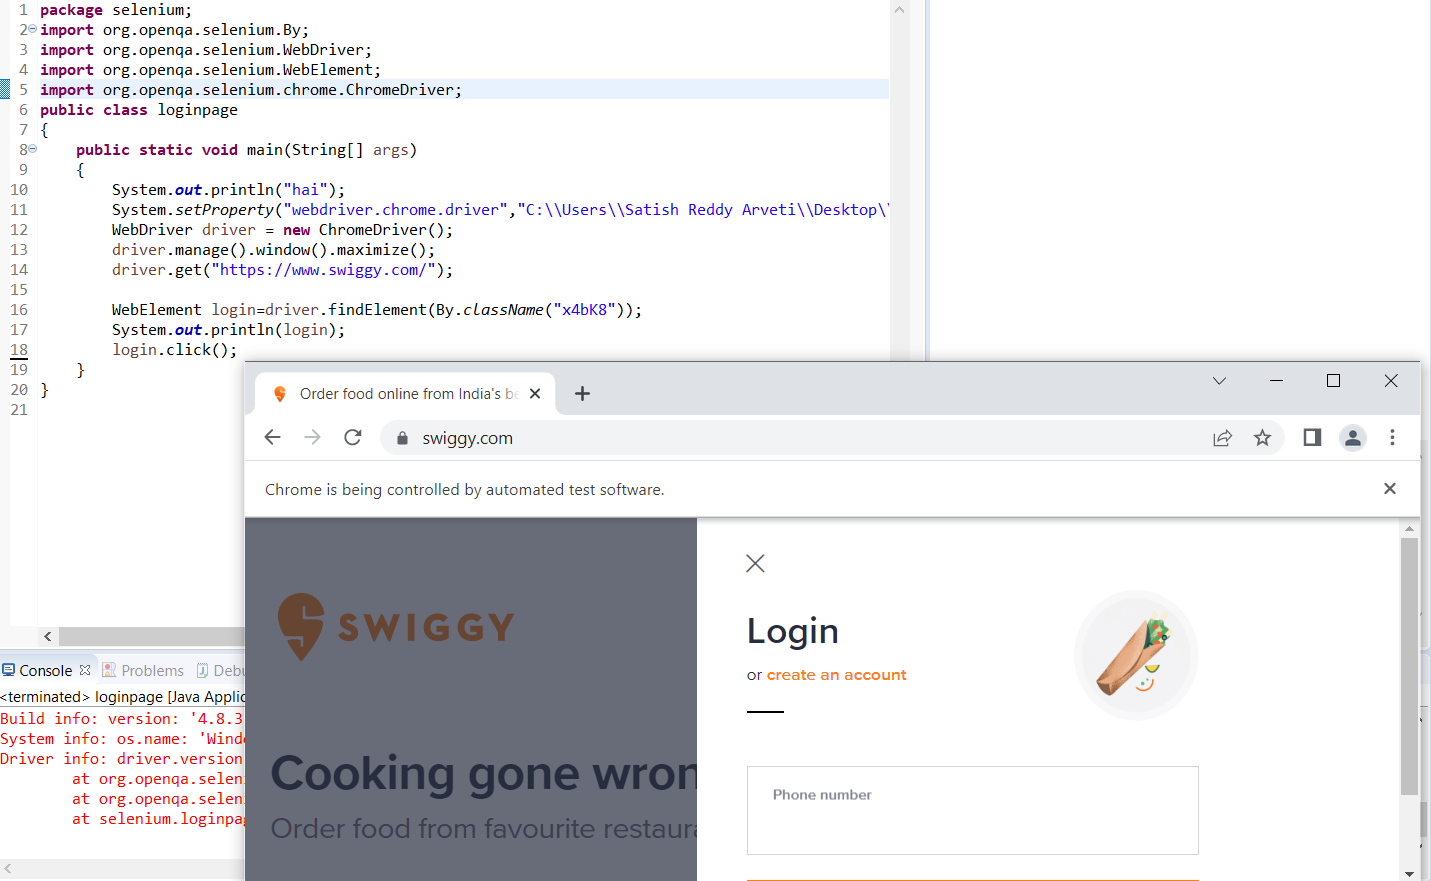 1 package selenium;
2 import org.openqa.selenium.By;
3 import org.openqa.selenium.WebDriver;
4 import org.openqa.selenium.WebElement;
5 import org.openqa.selenium.chrome.ChromeDriver;
6 public class loginpage
7 {
8 public static void main(String[] args)
9 {
10 System.out.println("hai");
11 System.setProperty("webdriver.chrome.driver","C:\\Users\\Satish Reddy Arveti\\Desktop\
12 WebDriver driver = new ChromeDriver();
13 driver.manage().window().maximize();
14 driver.get("https://www.swiggy.com/");
15
16 WebElement login=driver.findElement(By.className("x4bK8"));
17 System.out.println(login);
18 login.click();
19 }
20 }
21
Order food online from India's be
swiggy.com
Chrome is being controlled by automated test software.
SWIGGY
Cooking gone wron
Order food from favourite restaura
Login
or create an account
Phone number
Console Problems Debu
<terminated> loginpage [Java Applic
Build info: version: '4.8.3
System info: os.name: 'Wind
Driver info: driver.version
at org.openqa.selen
at org.openqa.selen
at selenium.loginpag